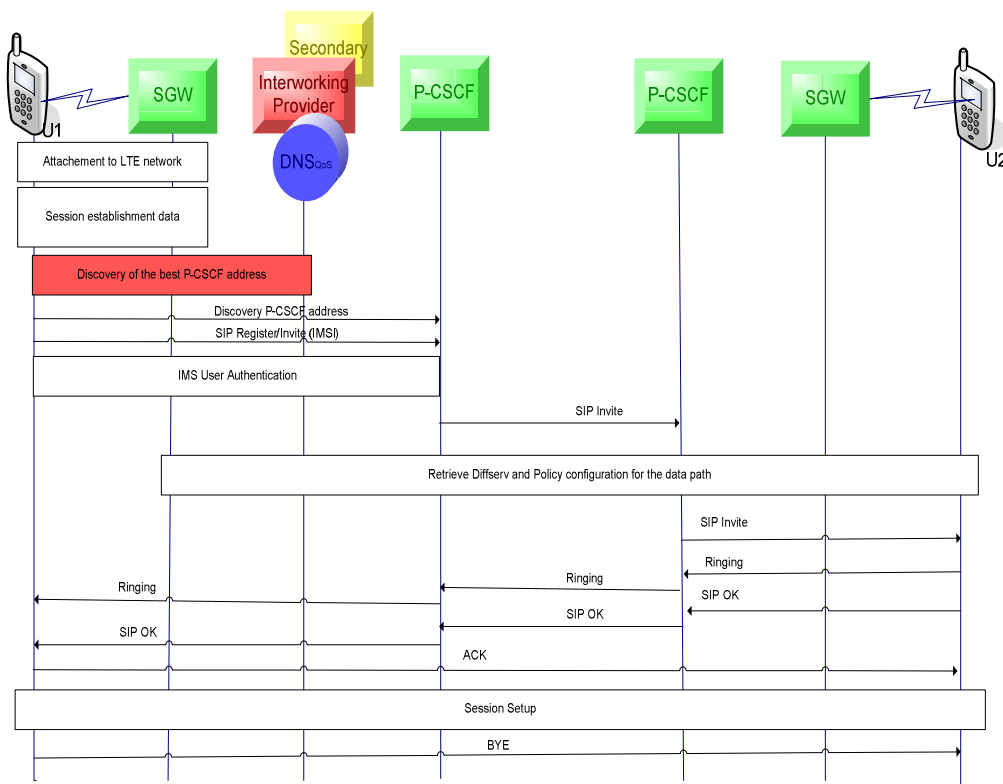 Secondary
SGW
Interworking
Provider
P-CSCF
P-CSCF
SGW
U1
DNSQoS
U2
Attachement to LTE network
Session establishment data
Discovery of the best P-CSCF address
Discovery P-CSCF address
SIP Register/Invite (IMSI)
IMS User Authentication
SIP Invite
Retrieve Diffserv and Policy configuration for the data path
SIP Invite
Ringing
Ringing
Ringing
SIP OK
SIP OK
SIP OK
ACK
Session Setup
BYE